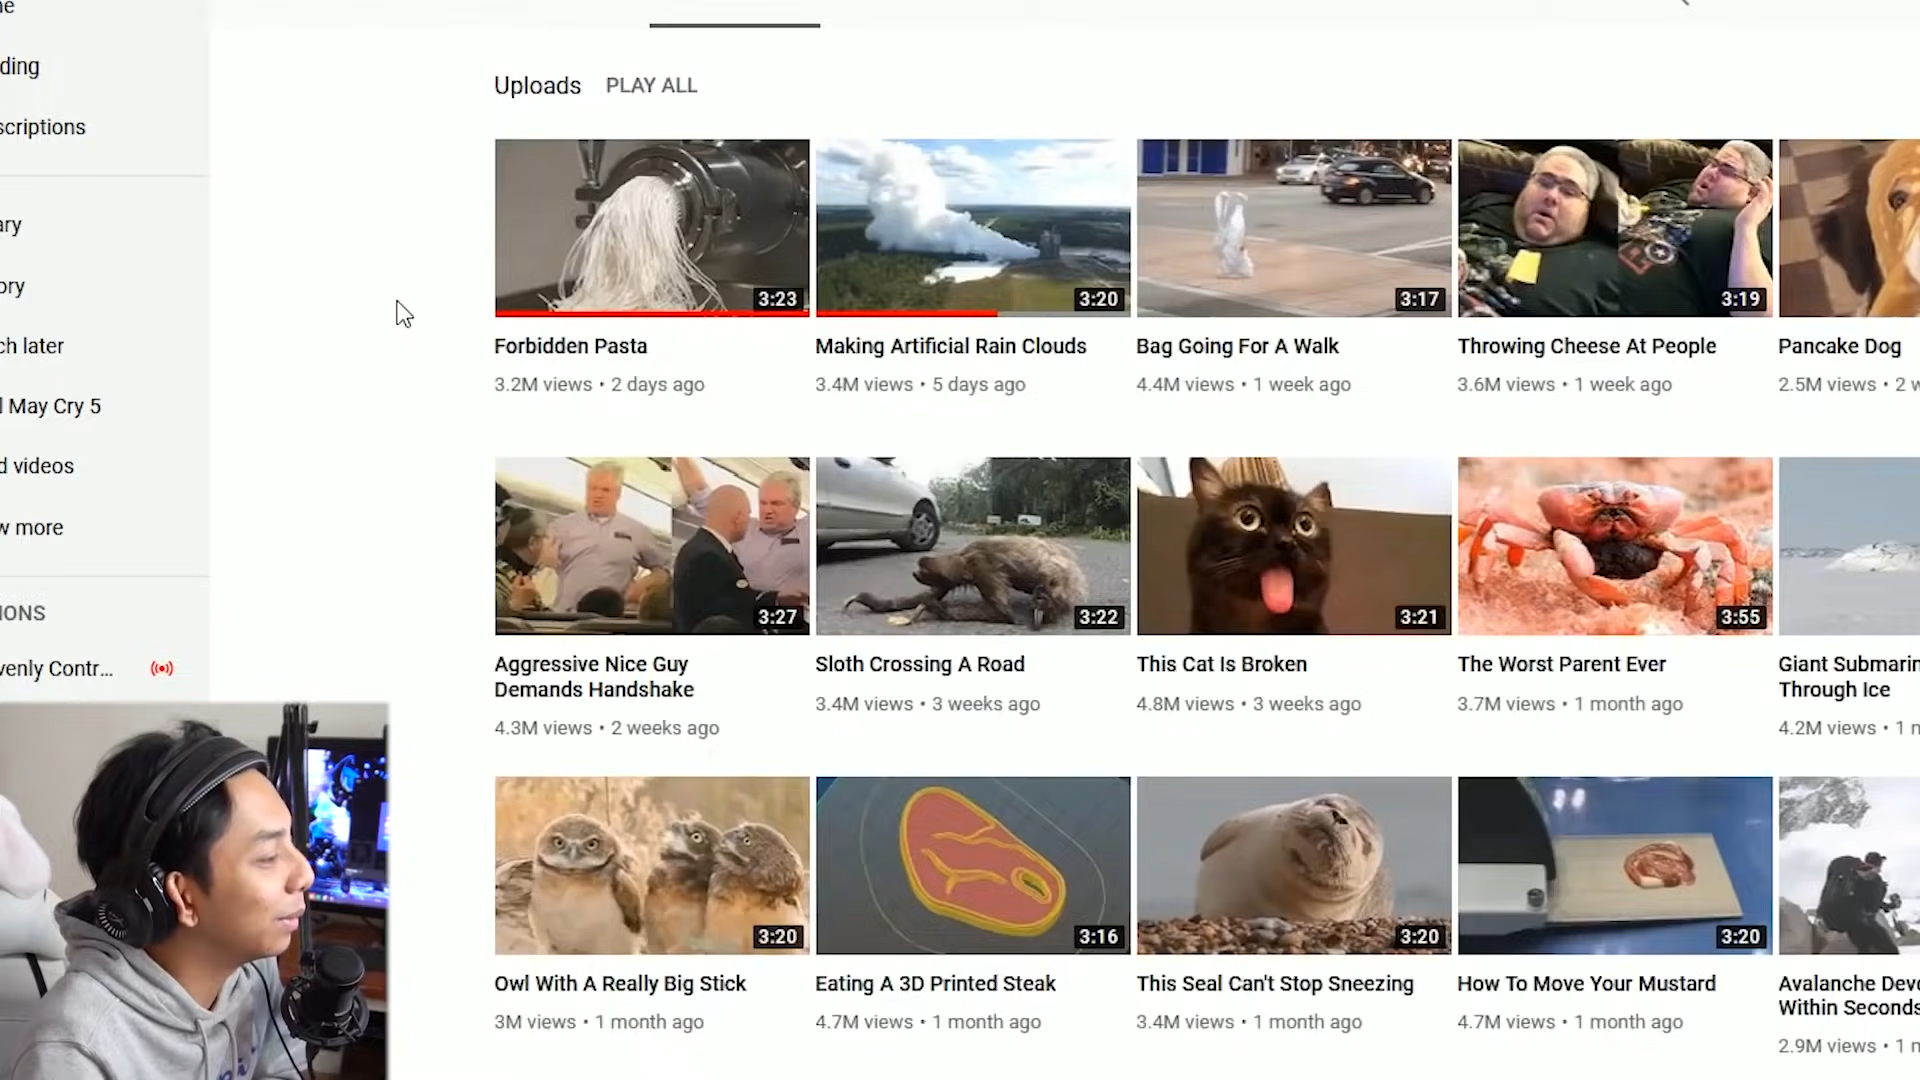 ne
ding
scriptions
ary
ory
ch later
l May Cry 5
d videos
w more
IONS
venly Contr...
Uploads PLAY ALL
3:23
3:20
3:17
3:19
Forbidden Pasta
3.2M views • 2 days ago
Making Artificial Rain Clouds
3.4M views • 5 days ago
Bag Going For A Walk
4.4M views • 1 week ago
Throwing Cheese At People
3.6M views • 1 week ago
Pancake Dog
2.5M views • 2 w
3:27
3:22
3:21
3:55
Aggressive Nice Guy
Demands Handshake
4.3M views • 2 weeks ago
Sloth Crossing A Road
3.4M views • 3 weeks ago
This Cat Is Broken
4.8M views • 3 weeks ago
The Worst Parent Ever
3.7M views • 1 month ago
Giant Submarin
Through Ice
4.2M views • 1 m
3:20
3:16
3:20
3:20
Owl With A Really Big Stick
3M views • 1 month ago
Eating A 3D Printed Steak
4.7M views • 1 month ago
This Seal Can't Stop Sneezing
3.4M views • 1 month ago
How To Move Your Mustard
4.7M views • 1 month ago
Avalanche Devo
Within Seconds
2.9M views • 1 m